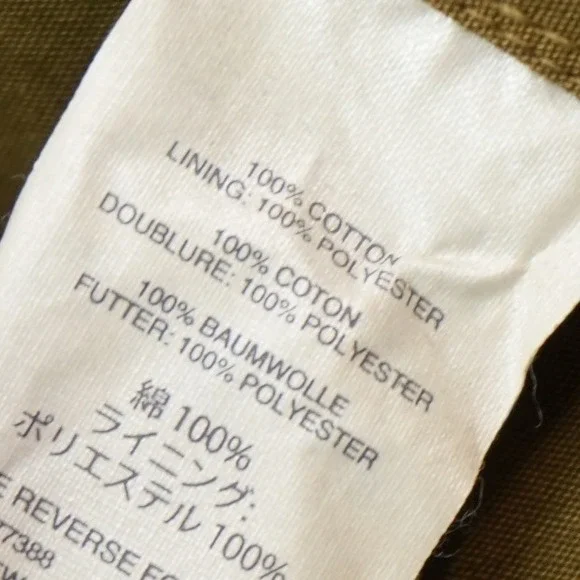 100% COTTON
LINING: 100% POLYESTER
100% COTON
DOUBLURE: 100% POLYESTER
100% BAUMWOLLE
FUTTER: 100% POLYESTER
綿 100%
ライニング:
ポリエステル 100%
REVERSE
77388